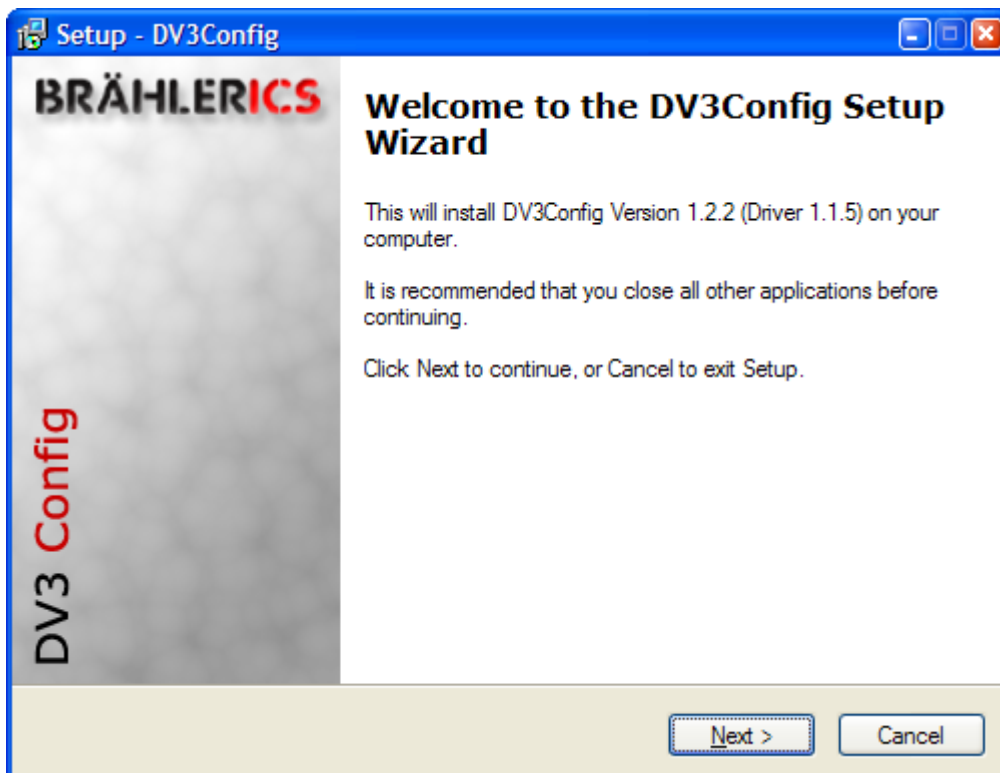 Setup - DV3Config
BRÄHLERICS
DV3 Config
Welcome to the DV3Config Setup
Wizard
This will install DV3Config Version 1.2.2 (Driver 1.1.5) on your
computer.
It is recommended that you close all other applications before
continuing.
Click Next to continue, or Cancel to exit Setup.
Next >
Cancel